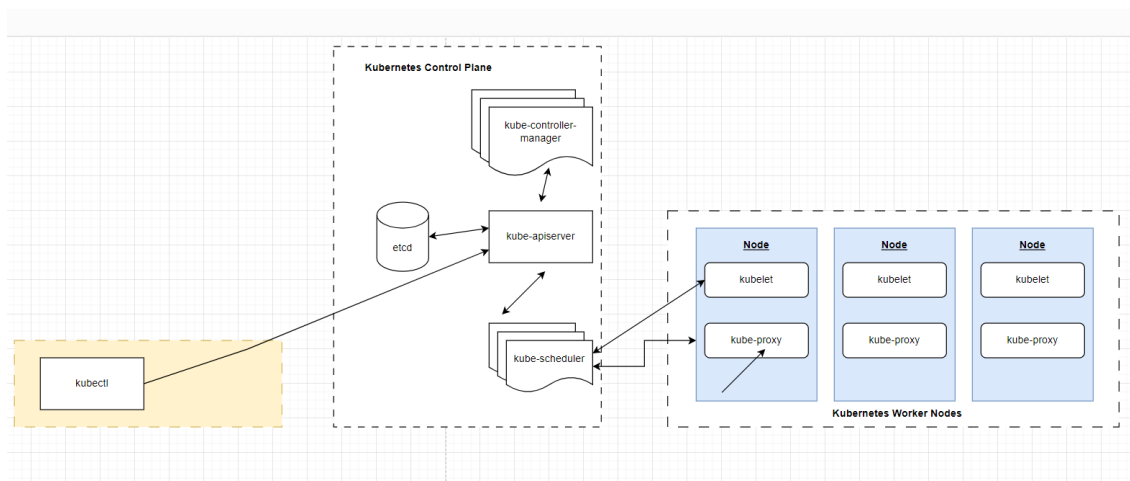 Kubernetes Control Plane
kube-controller-
manager
etcd
kube-apiserver
kube-scheduler
kubectl
Node
kubelet
kube-proxy
Node
kubelet
kube-proxy
Node
kubelet
kube-proxy
Kubernetes Worker Nodes